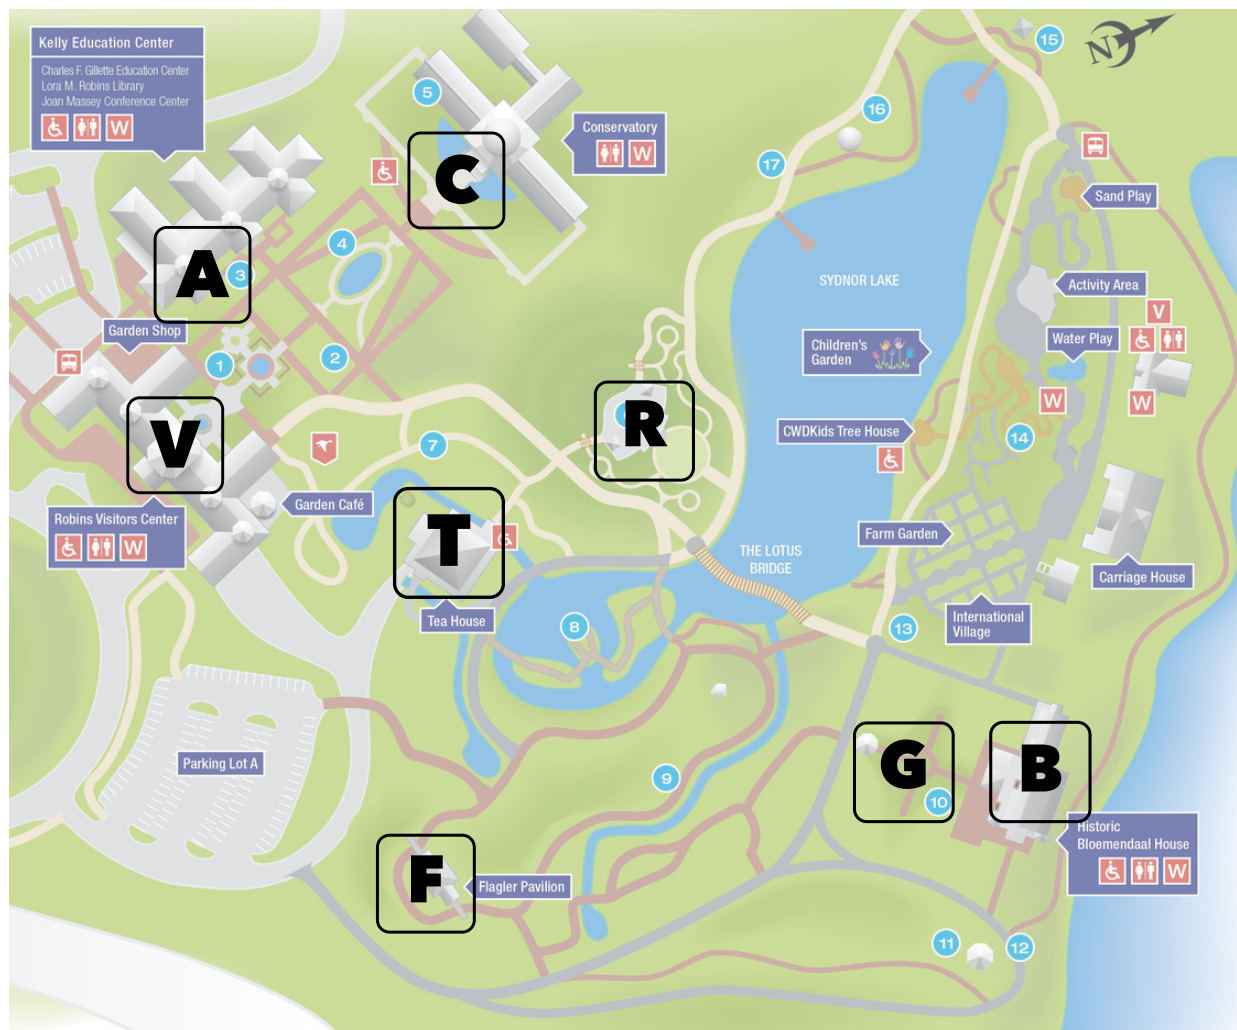 Kelly Education Center
Charles F. Gillette Education Center
Lora M. Robins Library
Joan Massey Conference Center
W
5
Conservatory
W
C
15
N
16
17
Sand Play
4
A
3
SYDNOR LAKE
Activity Area
V
Garden Shop
1
2
Children's
Garden
Water Play
W
W
R
V
7
CWDKids Tree House
14
Garden Café
Robins Visitors Center
W
T
Farm Garden
THE LOTUS
BRIDGE
Carriage House
Tea House
8
13
International
Village
Parking Lot A
9
G
10
B
Historic
Bloemendaal House
W
F
Flagler Pavilion
11
12